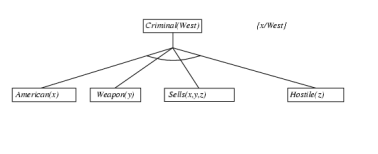 Criminal(West) {x/West}
American(x) Weapon(y) Sells(x,y,z) Hostile(z)